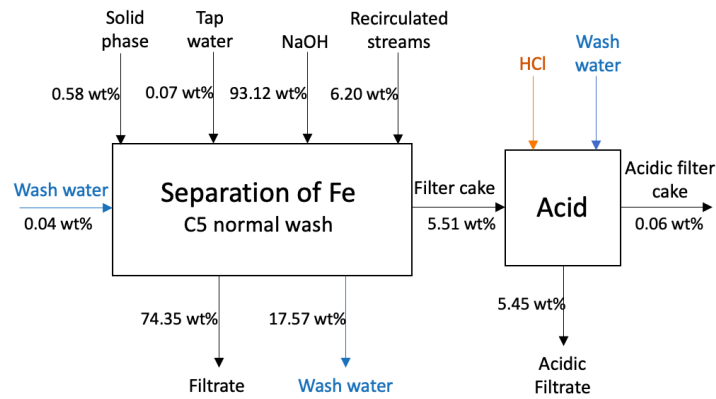 Solid
phase
Tap
water
NaOH
Recirculated
streams
HCl
Wash
water
0.58 wt%
0.07 wt%
93.12 wt%
6.20 wt%
Wash water
0.04 wt%
Separation of Fe
C5 normal wash
Filter cake
5.51 wt%
Acid
Acidic filter
cake
0.06 wt%
74.35 wt%
17.57 wt%
5.45 wt%
Filtrate
Wash water
Acidic
Filtrate